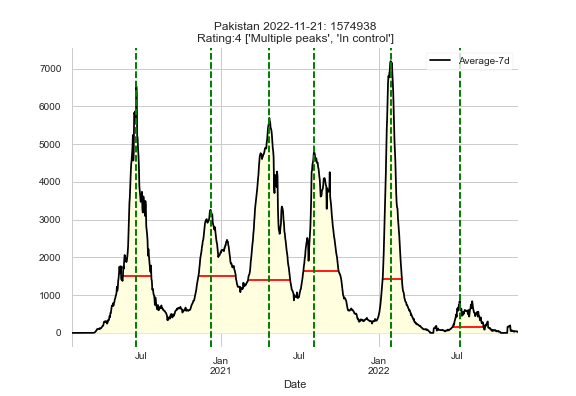 Pakistan 2022-11-21: 1574938
Rating:4 ['Multiple peaks', 'In control']
Average-7d
7000
6000
5000
4000
3000
2000
1000
0
Jul
Jan
2021
Jul
Jan
2022
Jul
Date